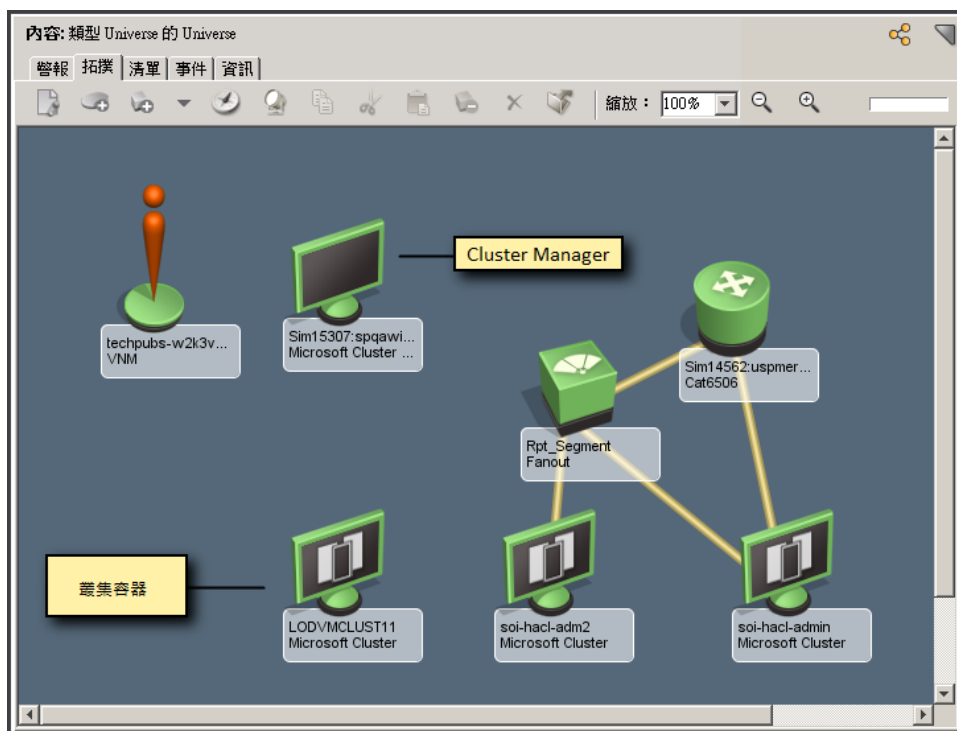 內容: 類型 Universe 的 Universe
警報 拓撲 清單 事件 資訊
縮放： 100%
Cluster Manager
techpubs-w2k3v...
VNM
Sim15307:spqawi...
Microsoft Cluster ...
Sim14562:uspmer...
Cat6506
Rpt_Segment
Fanout
叢集容器
LODVMCLUST11
Microsoft Cluster
soi-hacl-adm2
Microsoft Cluster
soi-hacl-admin
Microsoft Cluster